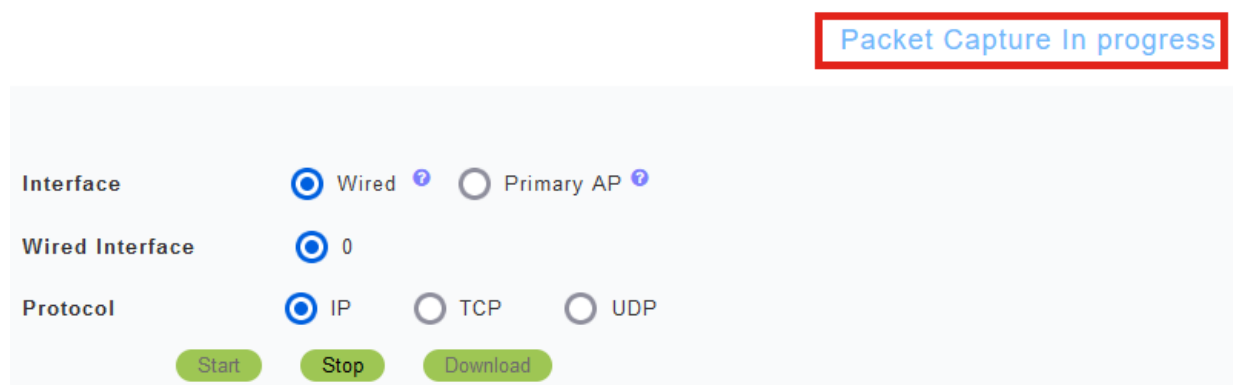 Packet Capture In progress
Interface Wired ? Primary AP ?
Wired Interface 0
Protocol IP TCP UDP
Start Stop Download